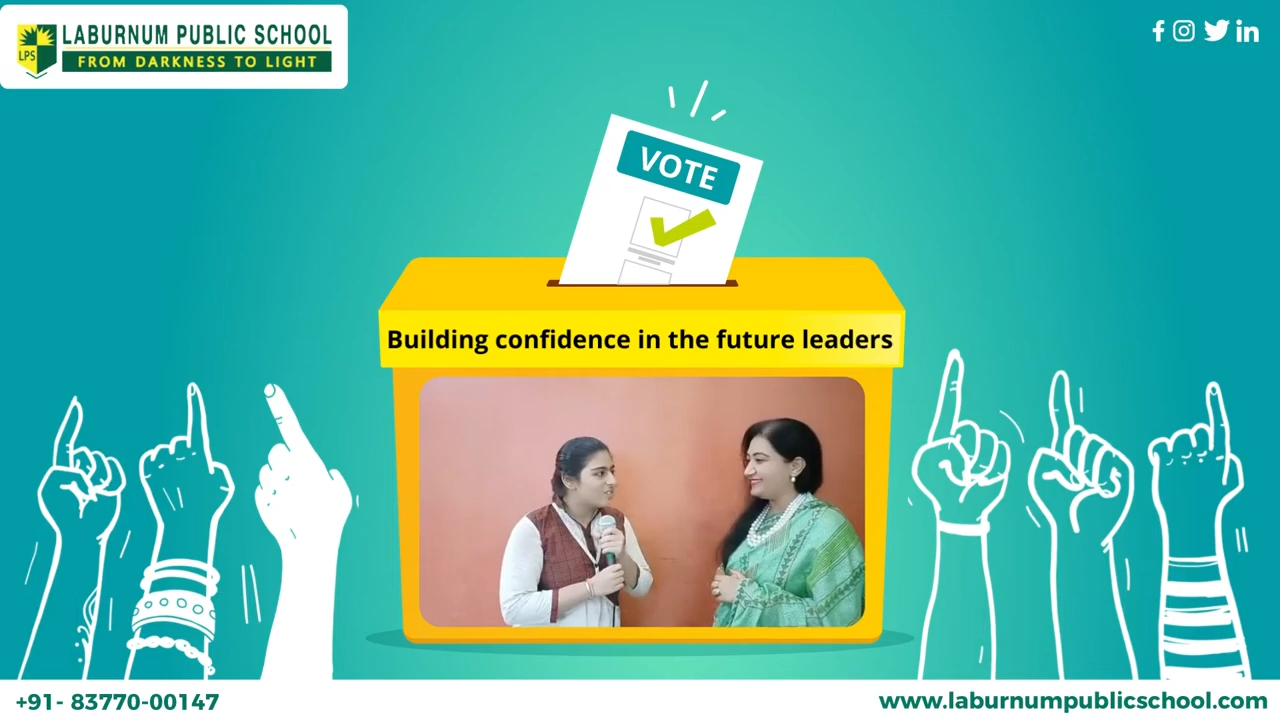 LABURNUM PUBLIC SCHOOL
LPS
FROM DARKNESS TO LIGHT
VOTE
Building confidence in the future leaders
+91- 83770-00147
www.laburnumpublicschool.com